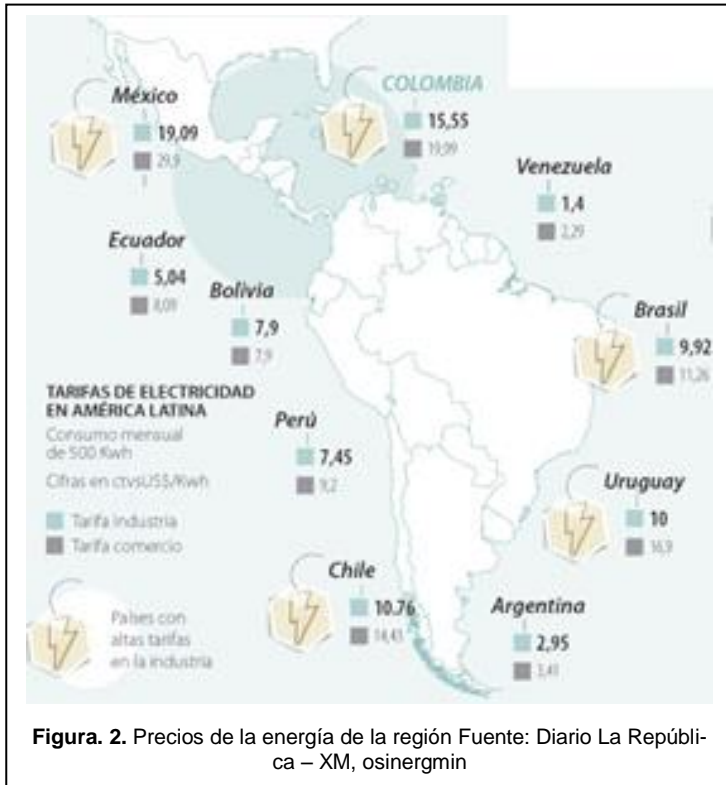 México
19,09
29,9
COLOMBIA
15,55
19,99
Venezuela
1,4
2,29
Ecuador
5,04
8,09
Bolivia
7,9
7,9
Brasil
9,92
11,26
TARIFAS DE ELECTRICIDAD
EN AMÉRICA LATINA
Consumo mensual
de 500 Kwh
Cifras en ctvsUS$/Kwh
Tarifa industria
Tarifa comercio
Perú
7,45
9,2
Uruguay
10
16,9
Chile
10.76
14,43
Argentina
2,95
3,41
Países con
altas tarifas
en la industria
Figura. 2. Precios de la energía de la región Fuente: Diario La Repúbli-
ca – XM, osinergmin